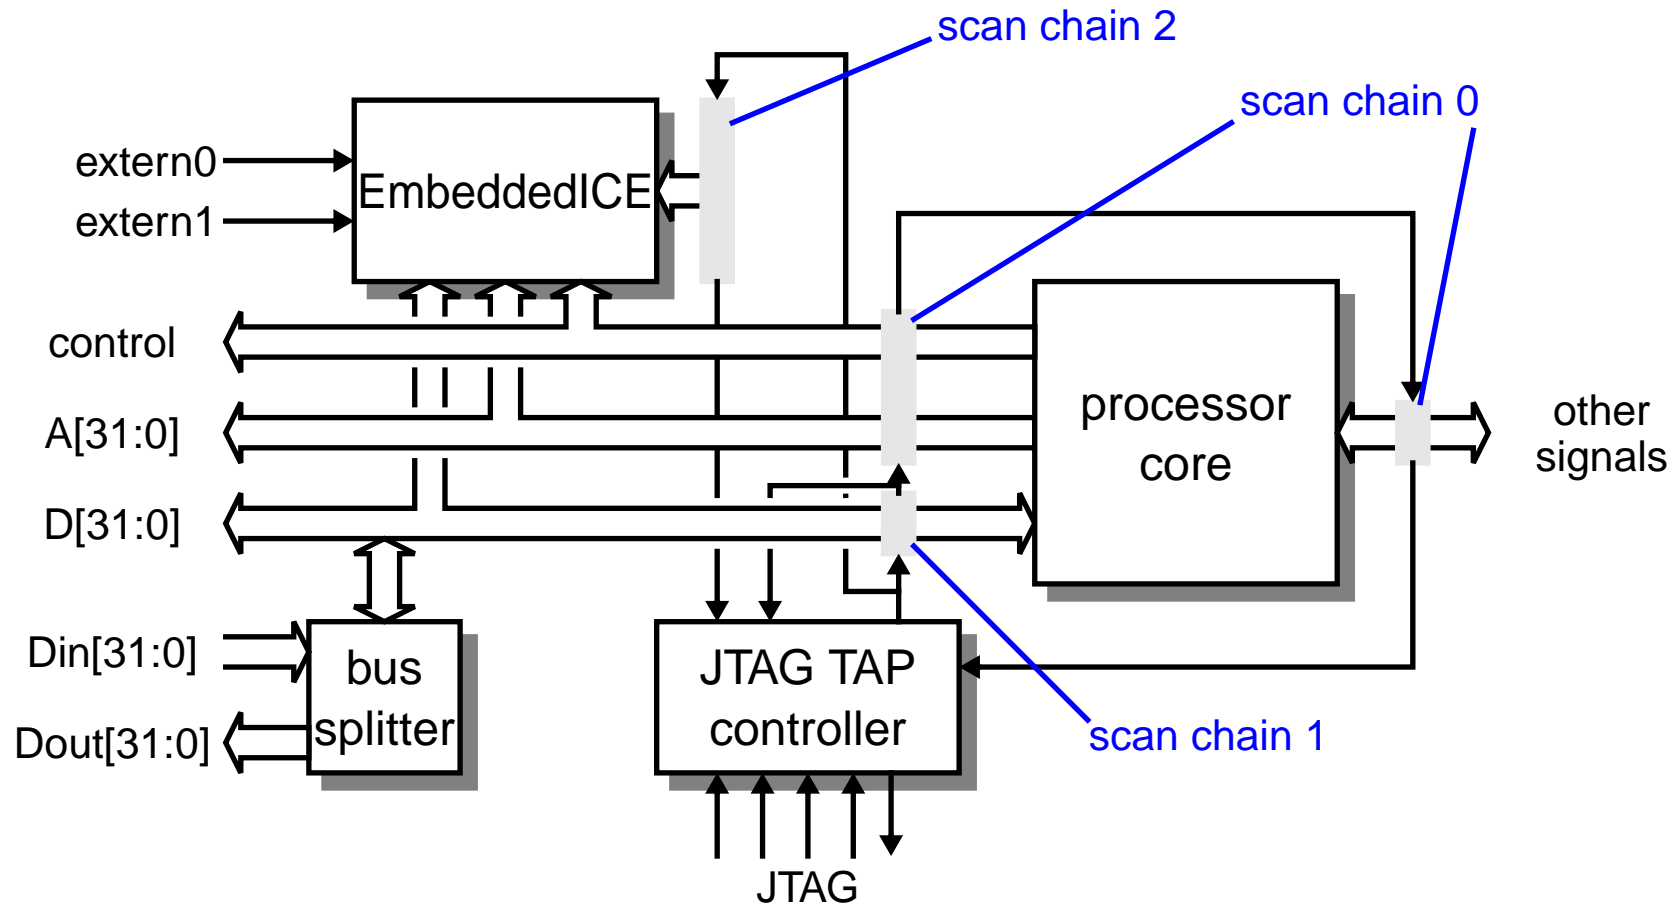 scan chain 2
scan chain 0
extern0
EmbeddedICE
extern1
control
processor
core
other
signals
A[31:0]
D[31:0]
Din[31:0]
bus
splitter
JTAG TAP
controller
Dout[31:0]
scan chain 1
JTAG